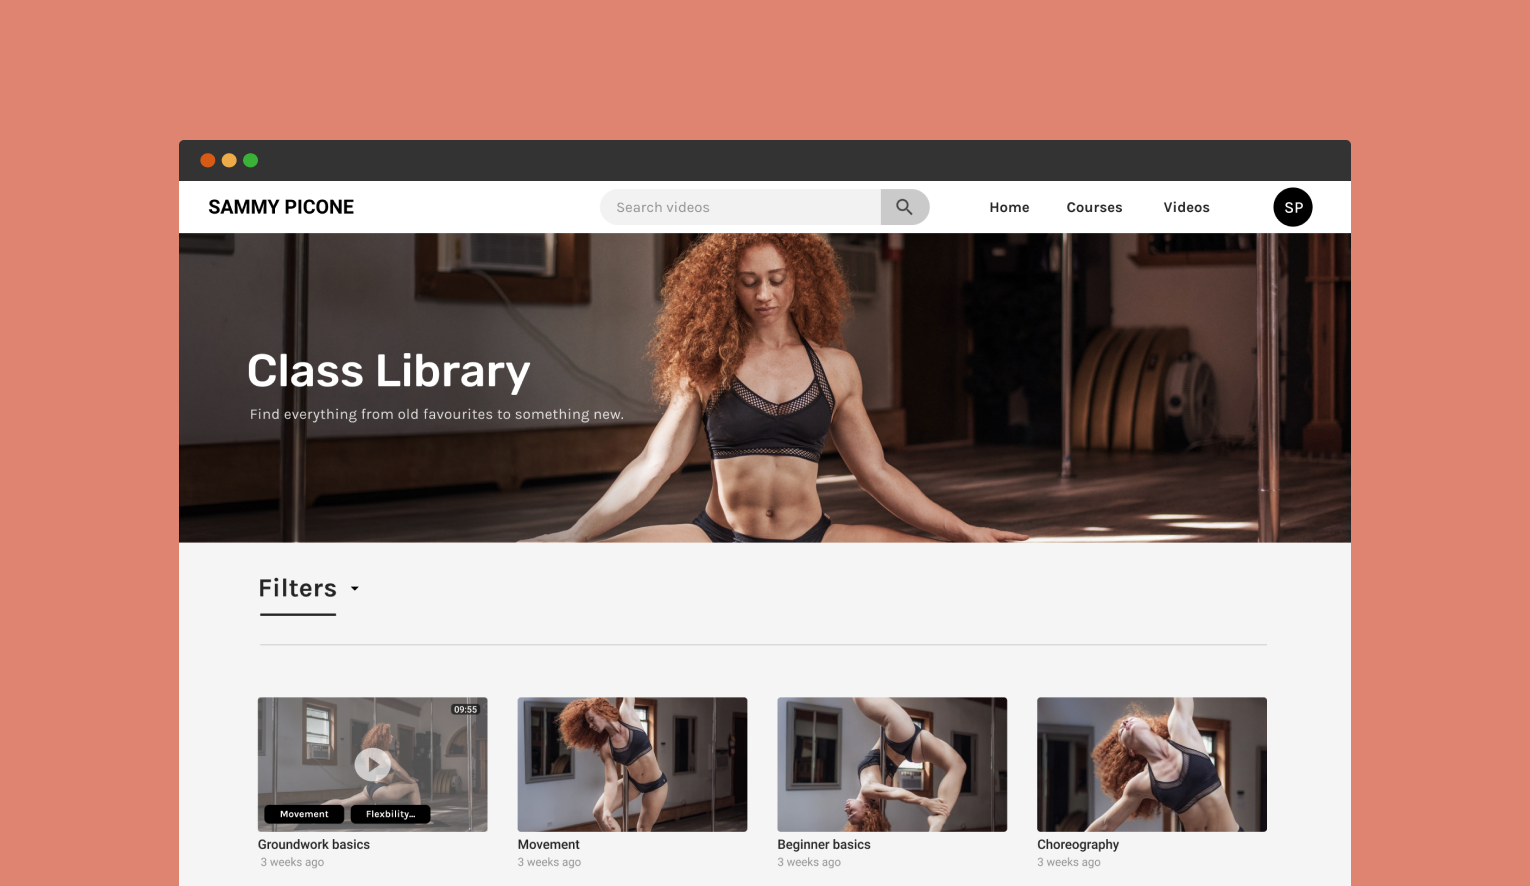 SAMMY PICONE
Search videos
Home
Courses
Videos
SP
Class Library
Find everything from old favourites to something new.
Filters
09:55
Movement
Flexbility...
Groundwork basics
3 weeks ago
Movement
3 weeks ago
Beginner basics
3 weeks ago
Choreography
3 weeks ago